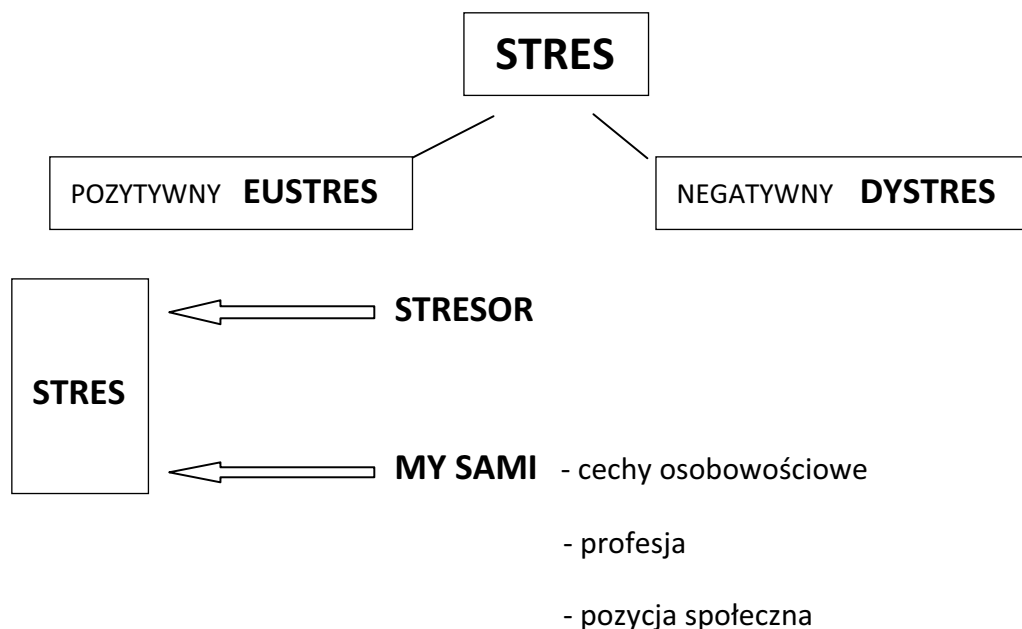 STRES
POZYTYWNY EUSTRES
NEGATYWNY DYSTRES
STRESOR
STRES
MY SAMI - cechy osobowościowe
- profesja
- pozycja społeczna